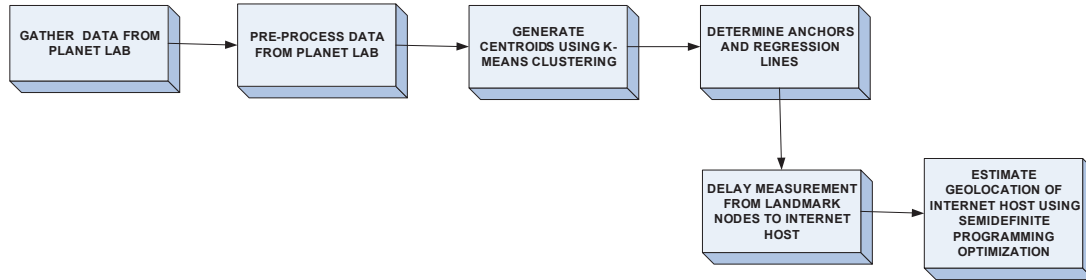 GATHER DATA FROM
PLANET LAB
PRE-PROCESS DATA
FROM PLANET LAB
GENERATE
CENTROIDS USING K-
MEANS CLUSTERING
DETERMINE ANCHORS
AND REGRESSION
LINES
DELAY MEASUREMENT
FROM LANDMARK
NODES TO INTERNET
HOST
ESTIMATE
GEOLOCATION OF
INTERNET HOST USING
SEMIDEFINITE
PROGRAMMING
OPTIMIZATION